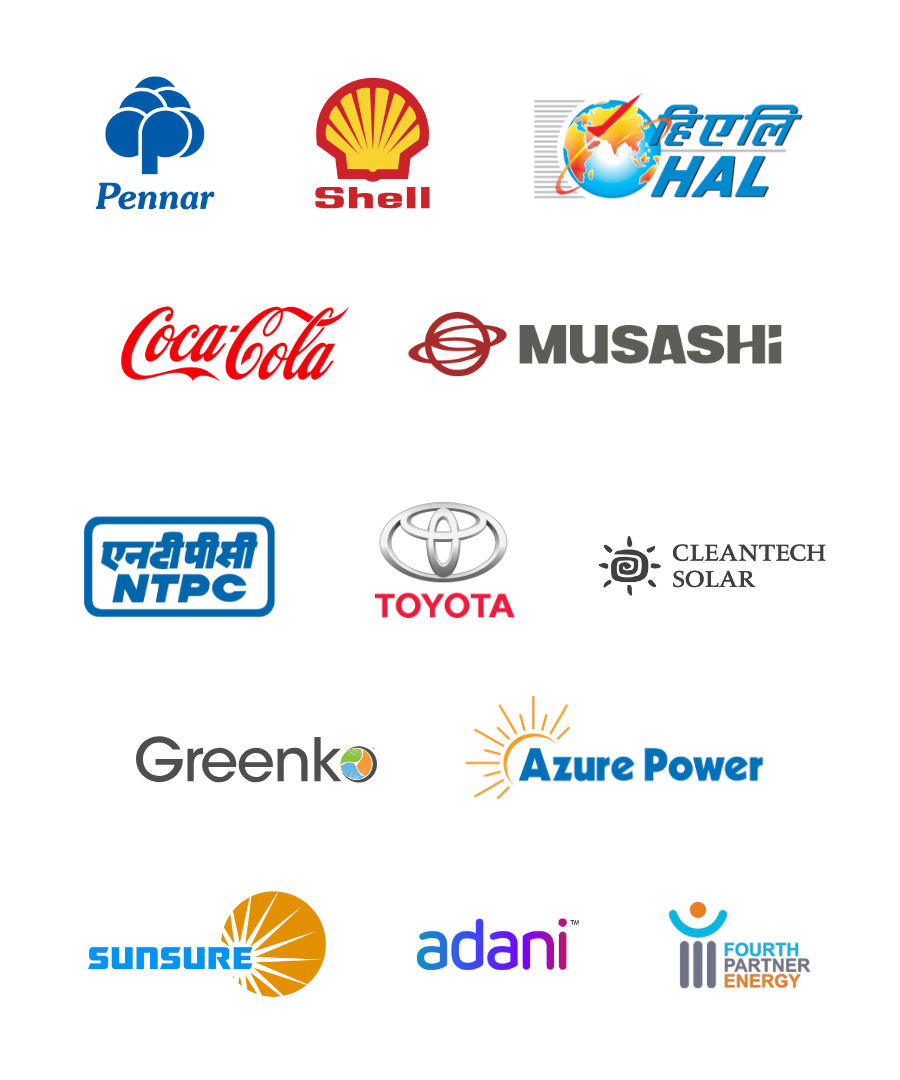 Pennar
Shell
हिएलि
HAL
Coca-Cola
MUSASHi
एनटीपीसी
NTPC
TOYOTA
CLEANTECH
SOLAR
Greenko
Azure Power
SUNSURE
adani™
FOURTH
PARTNER
ENERGY